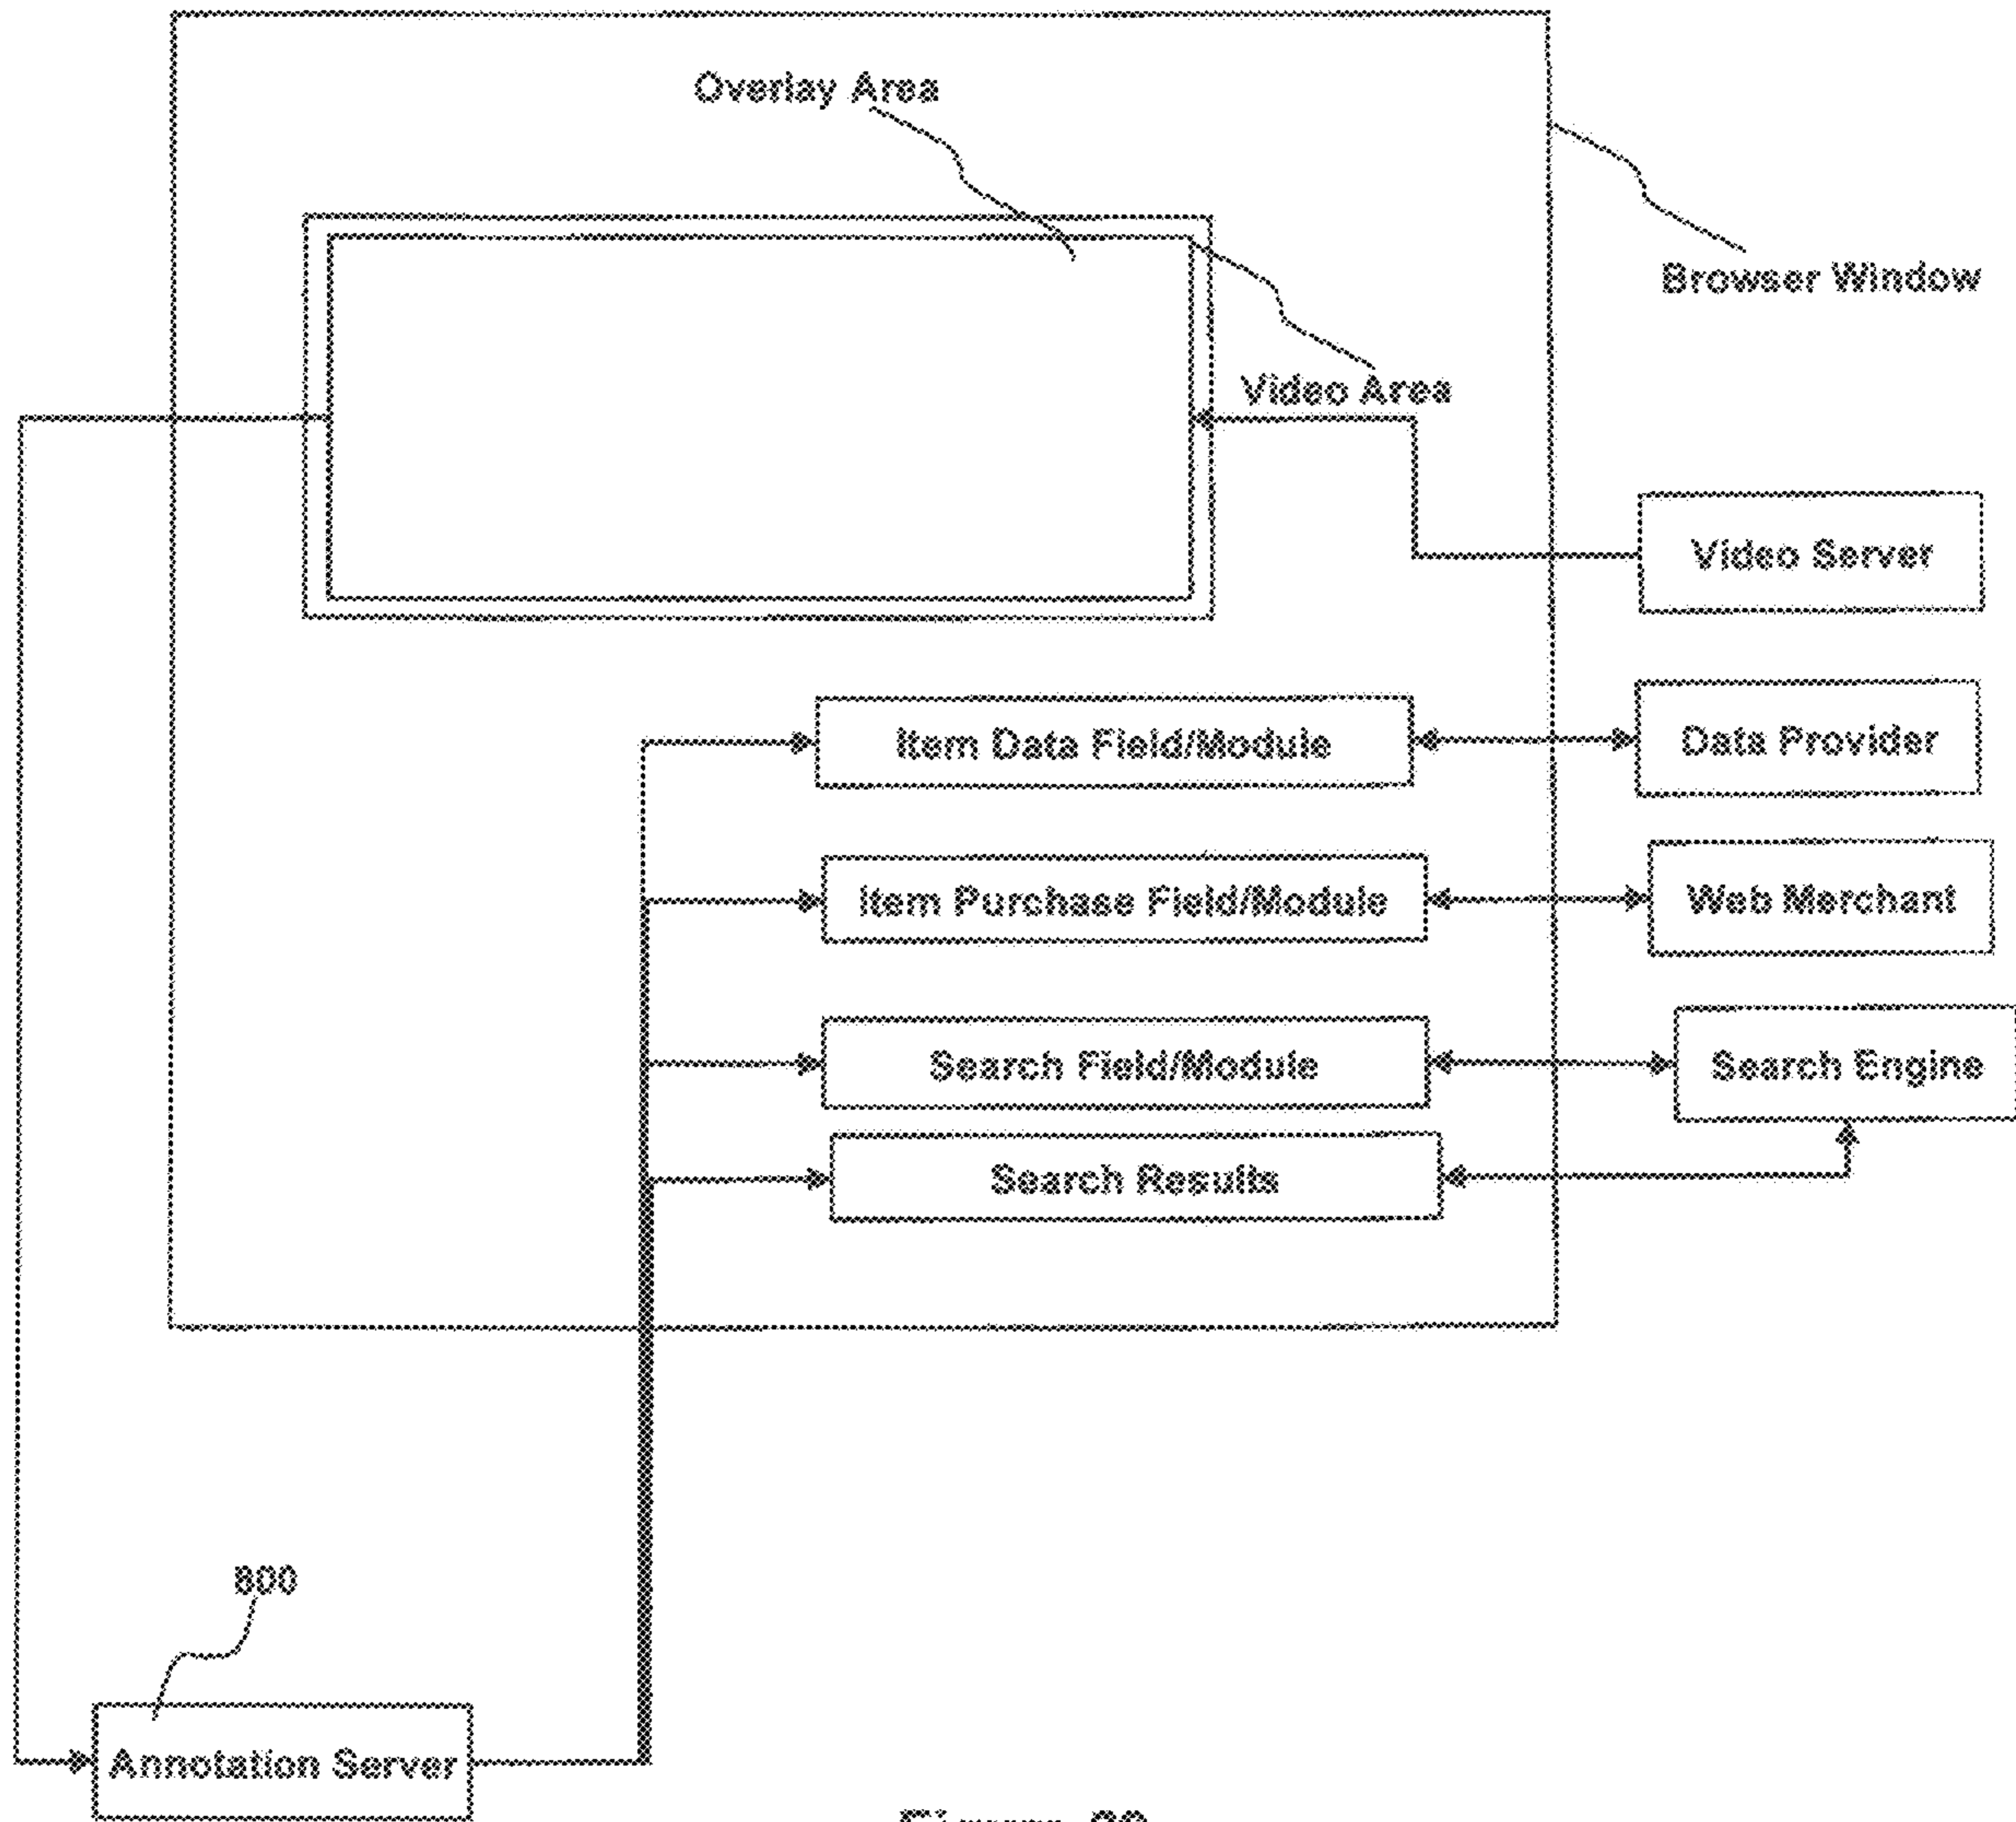 Overlay Area
Browser Window
Video Area
Video Server
Item Data Field/Module
Data Provider
Item Purchase Field/Module
Web Merchant
Search Field/Module
Search Engine
Search Results
800
Annotation Server